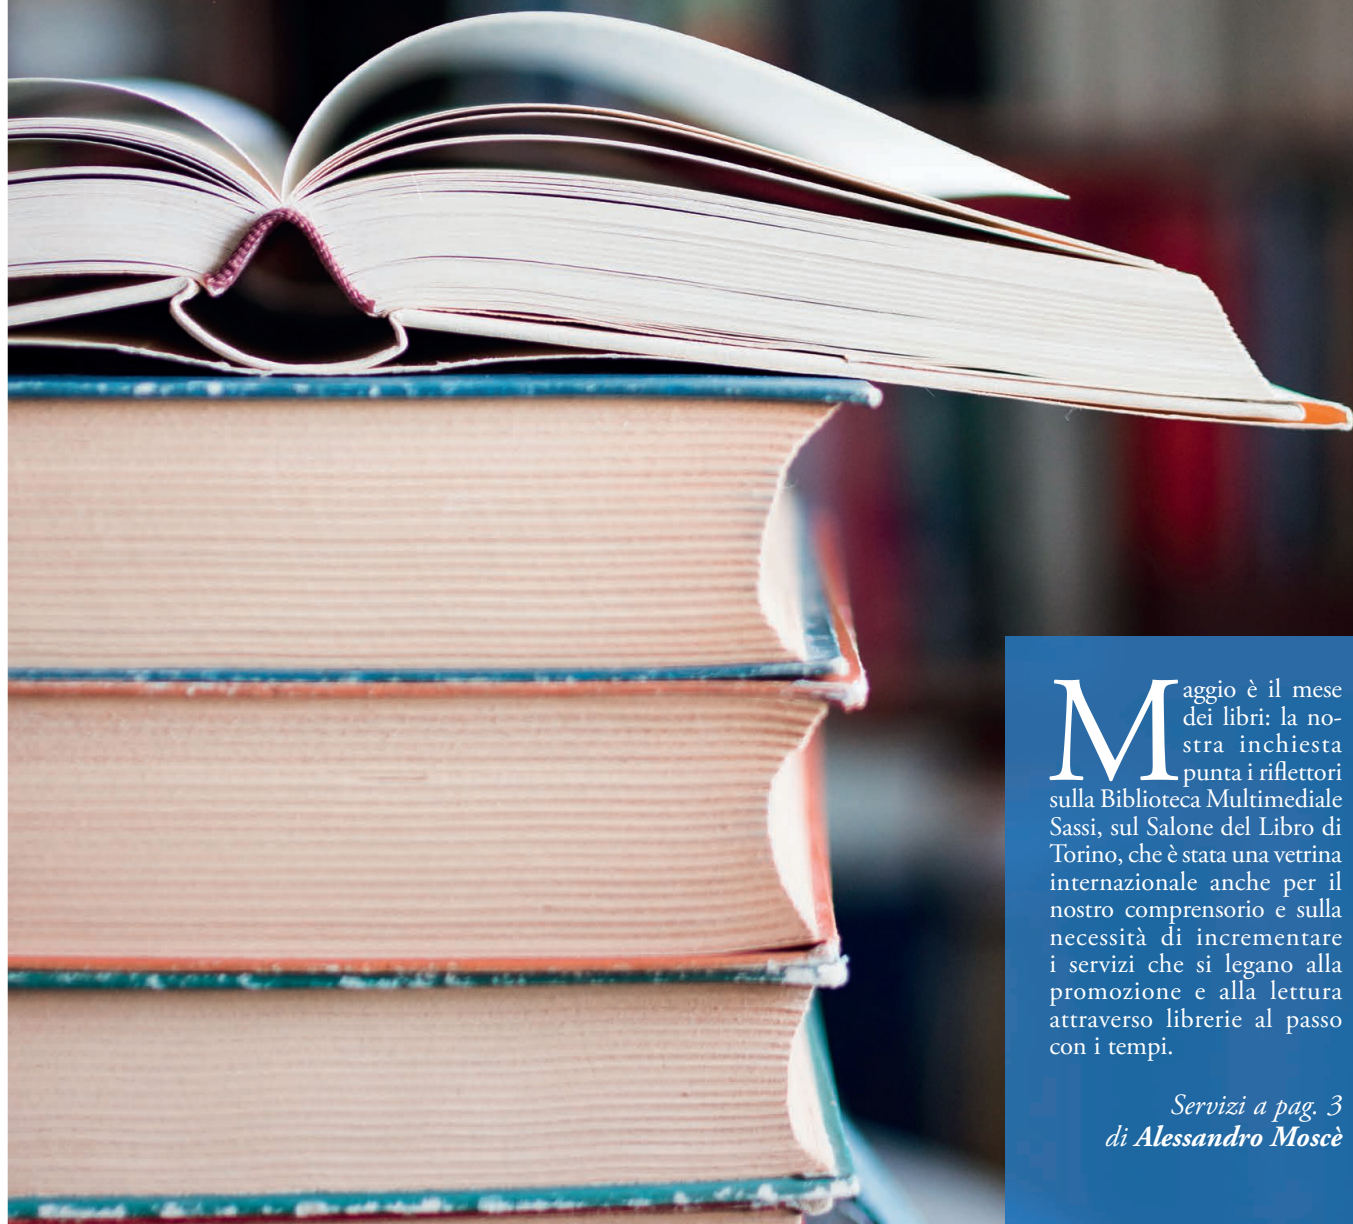 Maggio è il mese
dei libri: la no-
stra inchiesta
punta i riflettori
sulla Biblioteca Multimediale
Sassi, sul Salone del Libro di
Torino, che è stata una vetrina
internazionale anche per il
nostro comprensorio e sulla
necessità di incrementare
i servizi che si legano alla
promozione e alla lettura
attraverso librerie al passo
con i tempi.
Servizi a pag. 3
di Alessandro Moscè